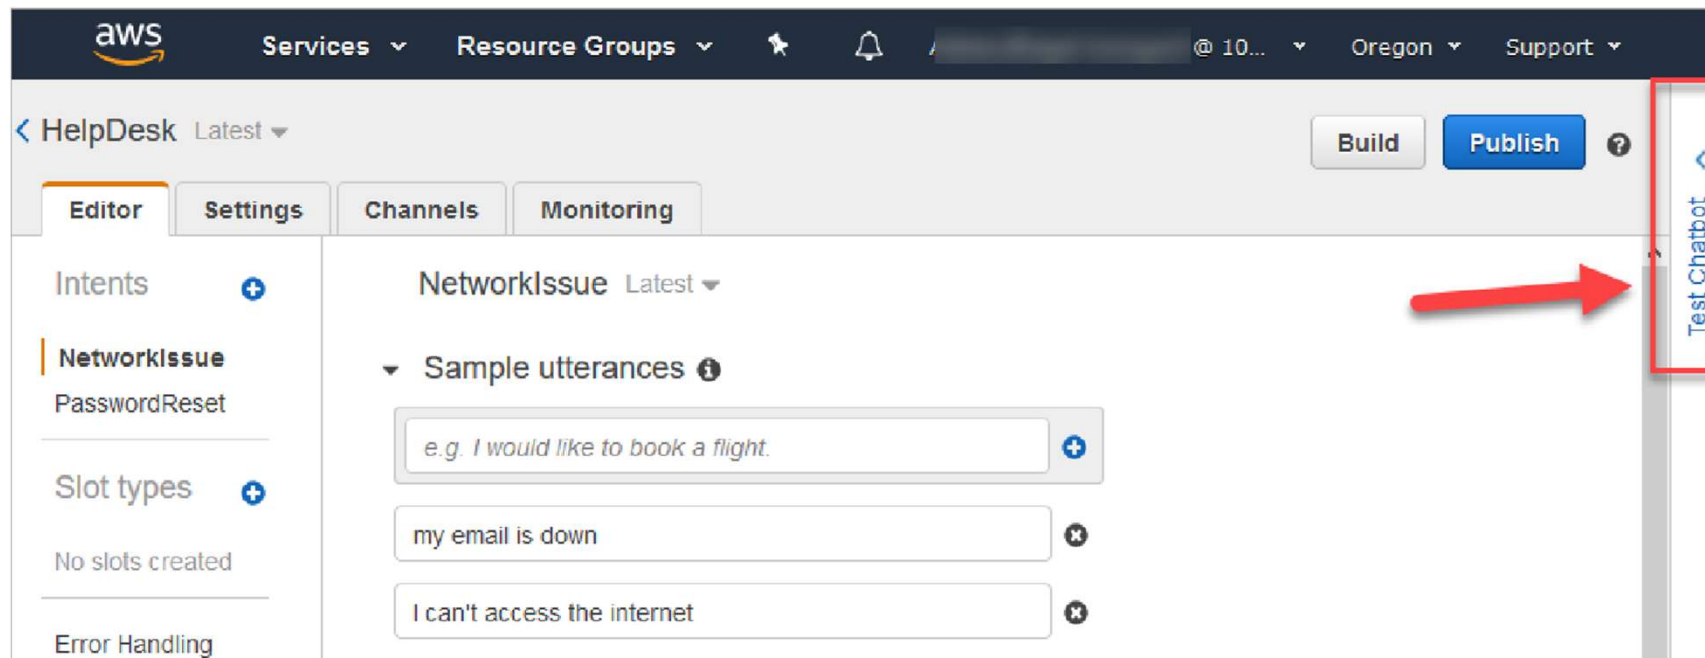 aws Services Resource Groups @ 10... Oregon Support
HelpDesk Latest
Build Publish
Editor Settings Channels Monitoring
Test Chatbot
Intents
NetworkIssue
PasswordReset
Slot types
No slots created
Error Handling
NetworkIssue Latest
Sample utterances
e.g. I would like to book a flight.
my email is down
I can't access the internet